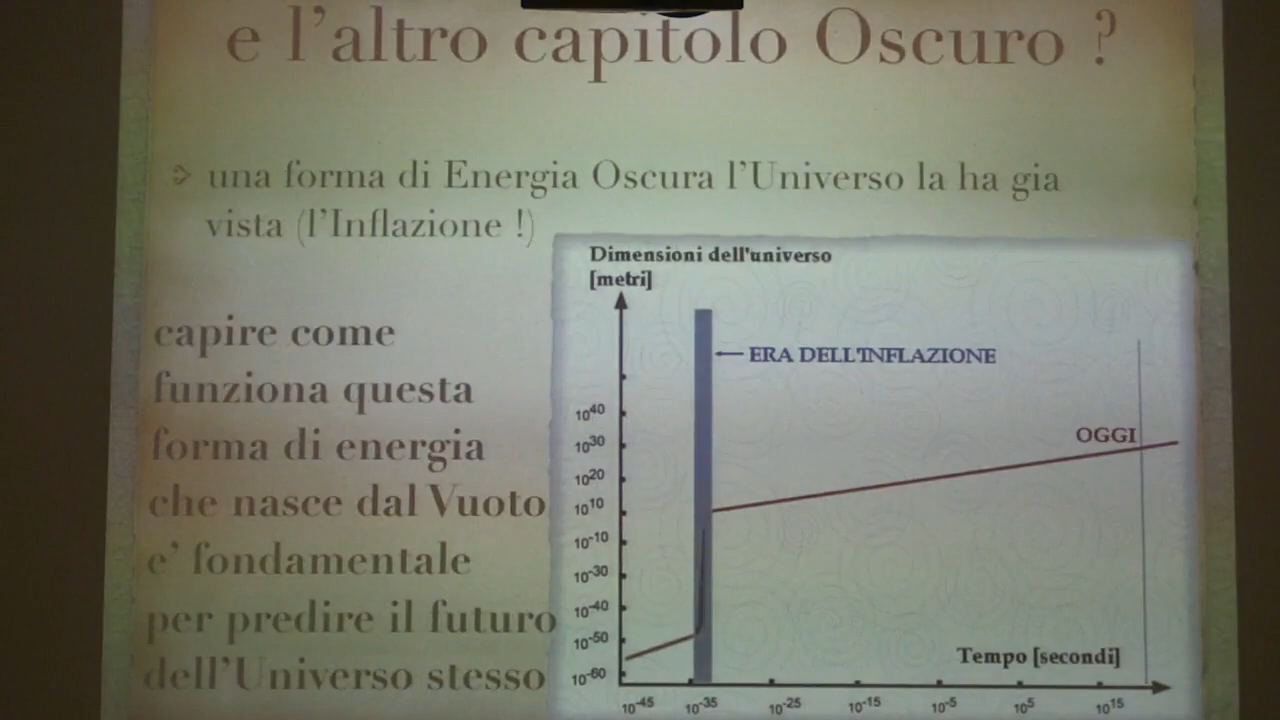 e l'altro capitolo Oscuro ?
una forma di Energia Oscura l'Universo la ha gia
vista (l'Inflazione !)
capire come
funziona questa
forma di energia
che nasce dal Vuoto
e' fondamentale
per predire il futuro
dell'Universo stesso
Dimensioni dell'universo
[metri]
ERA DELL'INFLAZIONE
OGGI
10^40
10^30
10^20
10^10
10^-10
10^-30
10^-40
10^-50
10^-60
Tempo [secondi]
10^-45 10^-35 10^-25 10^-15 10^-5 10^5 10^15